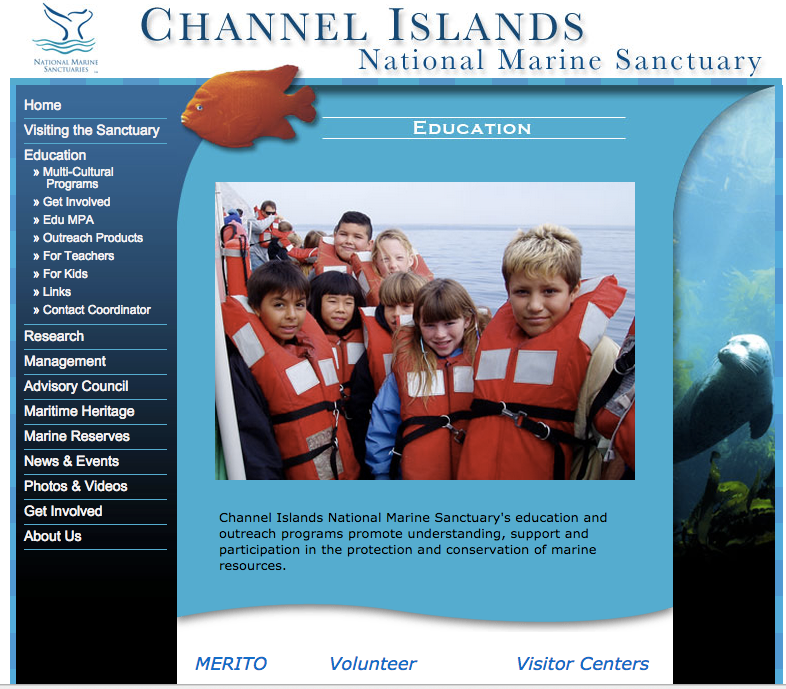 CHANNEL ISLANDS
National Marine Sanctuary
NATIONAL MARINE
SANCTUARIES
Home
Visiting the Sanctuary
Education
» Multi-Cultural
Programs
» Get Involved
» Edu MPA
» Outreach Products
» For Teachers
» For Kids
» Links
» Contact Coordinator
Research
Management
Advisory Council
Maritime Heritage
Marine Reserves
News & Events
Photos & Videos
Get Involved
About Us
EDUCATION
Channel Islands National Marine Sanctuary's education and
outreach programs promote understanding, support and
participation in the protection and conservation of marine
resources.
MERITO
Volunteer
Visitor Centers